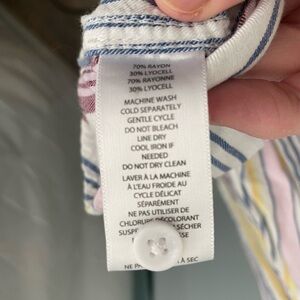 70% RAYON
30% LYOCELL
70% RAYONNE
30% LYOCELL
MACHINE WASH
COLD SEPARATELY
GENTLE CYCLE
DO NOT BLEACH
LINE DRY
COOL IRON IF
NEEDED
DO NOT DRY CLEAN
LAVER À LA MACHINE
À L'EAU FROIDE AU
CYCLE DÉLICAT
SÉPARÉMENT
NE PAS UTILISER DE
CHLORURE DÉCOLORANT
SUSP SÉCHER
NE P À SEC